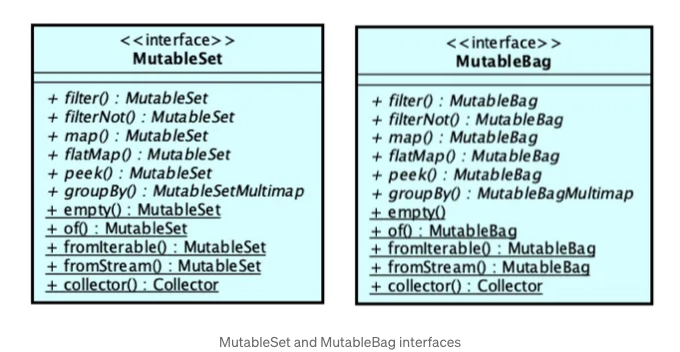 <<interface>>
MutableSet
+ filter() : MutableSet
+ filterNot() : MutableSet
+ map() : MutableSet
+ flatMap() : MutableSet
+ peek() : MutableSet
+ groupBy() : MutableSetMultimap
+ empty() : MutableSet
+ of() : MutableSet
+ fromIterable() : MutableSet
+ fromStream() : MutableSet
+ collector() : Collector
<<interface>>
MutableBag
+ filter() : MutableBag
+ filterNot() : MutableBag
+ map() : MutableBag
+ flatMap() : MutableBag
+ peek() : MutableBag
+ groupBy() : MutableBagMultimap
+ empty()
+ of() : MutableBag
+ fromIterable() : MutableBag
+ fromStream() : MutableBag
+ collector() : Collector
MutableSet and MutableBag interfaces